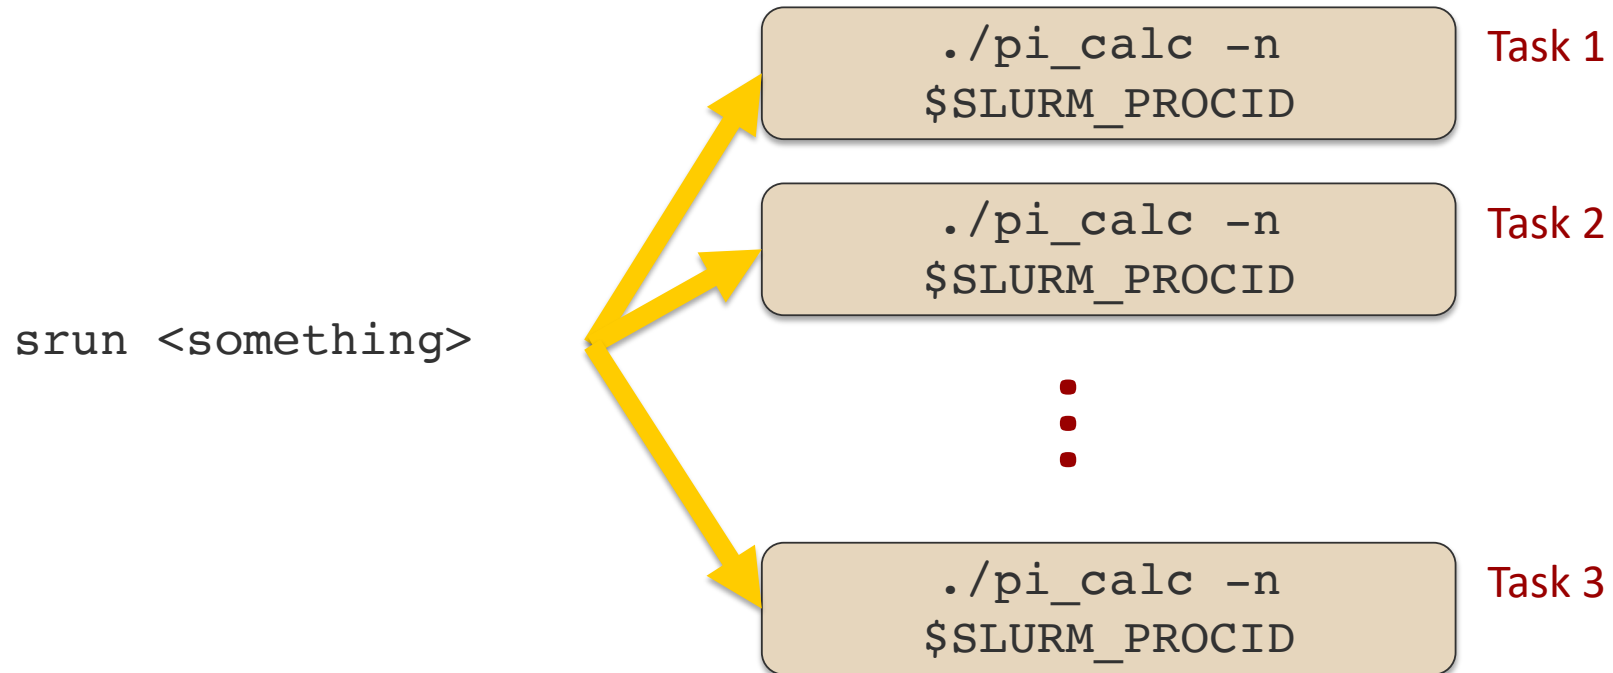 ./pi_calc -n
$SLURM_PROCID
Task 1
./pi_calc -n
$SLURM_PROCID
Task 2
srun <something>
./pi_calc -n
$SLURM_PROCID
Task 3